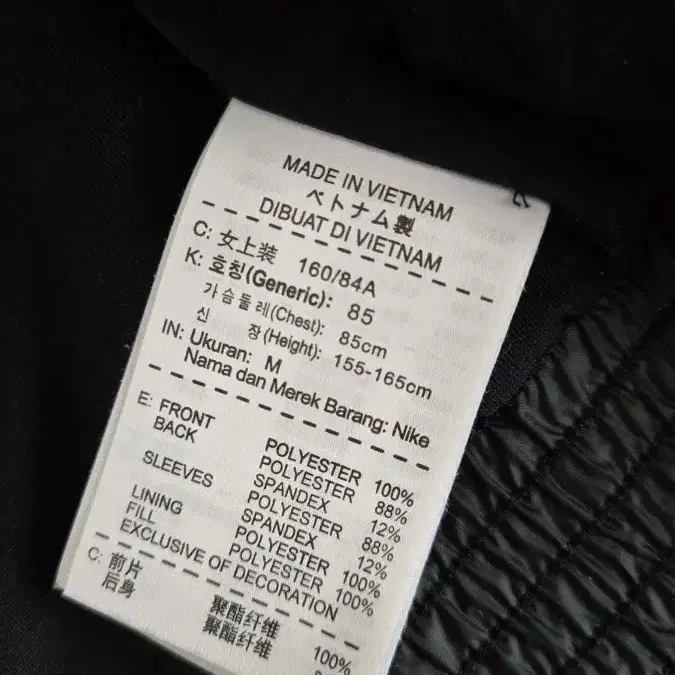 MADE IN VIETNAM
ベトナム製
DIBUAT DI VIETNAM
C: 女上装 160/84A
K: 호칭(Generic): 85
가슴둘레(Chest): 85cm
신 장(Height): 155-165cm
IN: Ukuran: M
Nama dan Merek Barang: Nike
E: FRONT POLYESTER 100%
BACK POLYESTER 88%
SPANDEX 12%
SLEEVES POLYESTER 88%
SPANDEX 12%
LINING POLYESTER 100%
FILL POLYESTER 100%
EXCLUSIVE OF DECORATION
C: 前片 聚酯纤维 100%
后身 聚酯纤维